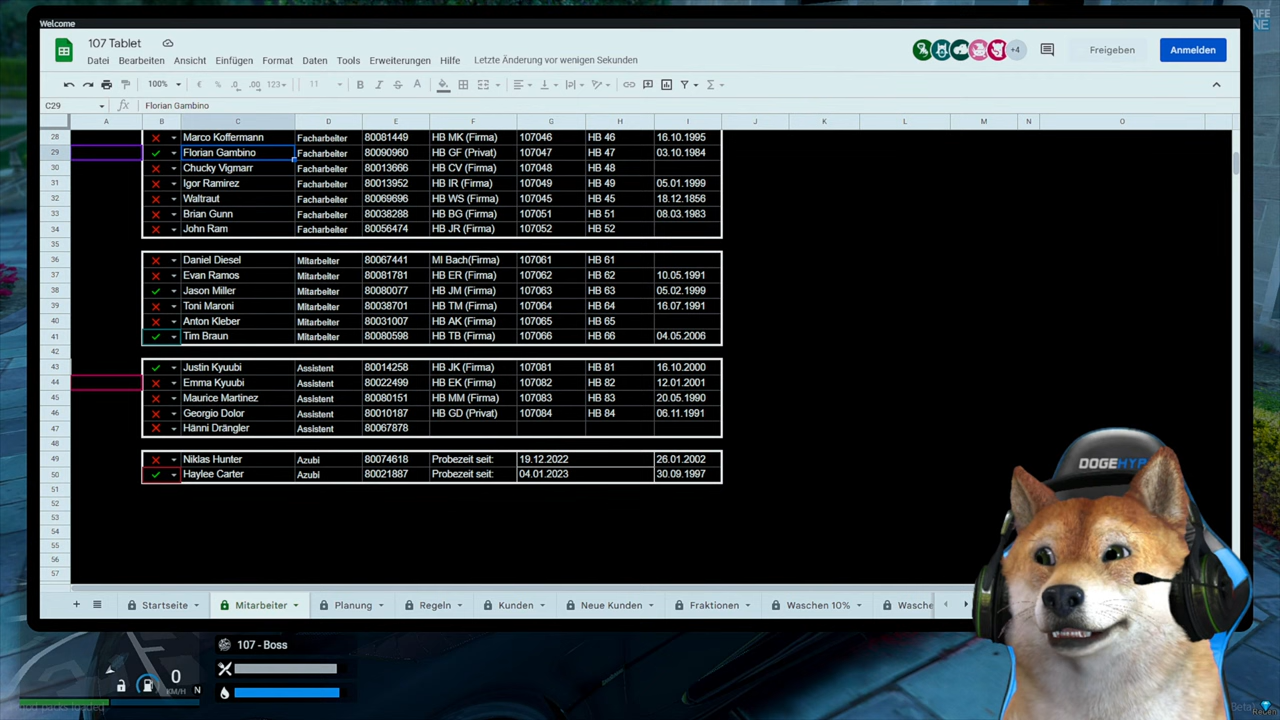 Welcome
LIFE
107 Tablet
Datei Bearbeiten Ansicht Einfügen Format Daten Tools Erweiterungen Hilfe Letzte Änderung vor wenigen Sekunden
+4 Freigeben Anmelden
100% € % .0 .00 123 11 B I S A
C29 fx Florian Gambino
A B C D E F G H I J K L M N O
28 Marco Koffermann Facharbeiter 80081449 HB MK (Firma) 107046 HB 46 16.10.1995
29 Florian Gambino Facharbeiter 80090960 HB GF (Privat) 107047 HB 47 03.10.1984
30 Chucky Vigmarr Facharbeiter 80013666 HB CV (Firma) 107048 HB 48
31 Igor Ramirez Facharbeiter 80013952 HB IR (Firma) 107049 HB 49 05.01.1999
32 Waltraut Facharbeiter 80069696 HB WS (Firma) 107045 HB 45 18.12.1856
33 Brian Gunn Facharbeiter 80038288 HB BG (Firma) 107051 HB 51 08.03.1983
34 John Ram Facharbeiter 80056474 HB JR (Firma) 107052 HB 52
35
36 Daniel Diesel Mitarbeiter 80067441 MI Bach(Firma) 107061 HB 61
37 Evan Ramos Mitarbeiter 80081781 HB ER (Firma) 107062 HB 62 10.05.1991
38 Jason Miller Mitarbeiter 80080077 HB JM (Firma) 107063 HB 63 05.02.1999
39 Toni Maroni Mitarbeiter 80038701 HB TM (Firma) 107064 HB 64 16.07.1991
40 Anton Kleber Mitarbeiter 80031007 HB AK (Firma) 107065 HB 65
41 Tim Braun Mitarbeiter 80080598 HB TB (Firma) 107066 HB 66 04.05.2006
42
43 Justin Kyuubi Assistent 80014258 HB JK (Firma) 107081 HB 81 16.10.2000
44 Emma Kyuubi Assistent 80022499 HB EK (Firma) 107082 HB 82 12.01.2001
45 Maurice Martinez Assistent 80080151 HB MM (Firma) 107083 HB 83 20.05.1990
46 Georgio Dolor Assistent 80010187 HB GD (Privat) 107084 HB 84 06.11.1991
47 Hänni Drängler Assistent 80067878
48
49 Niklas Hunter Azubi 80074618 Probezeit seit: 19.12.2022 26.01.2002
50 Haylee Carter Azubi 80021887 Probezeit seit: 04.01.2023 30.09.1997
51
52
53
54
55
56
57
Startseite Mitarbeiter Planung Regeln Kunden Neue Kunden Fraktionen Waschen 10% Wasche
DOGEHYP
107 - Boss
0
KM/H
N